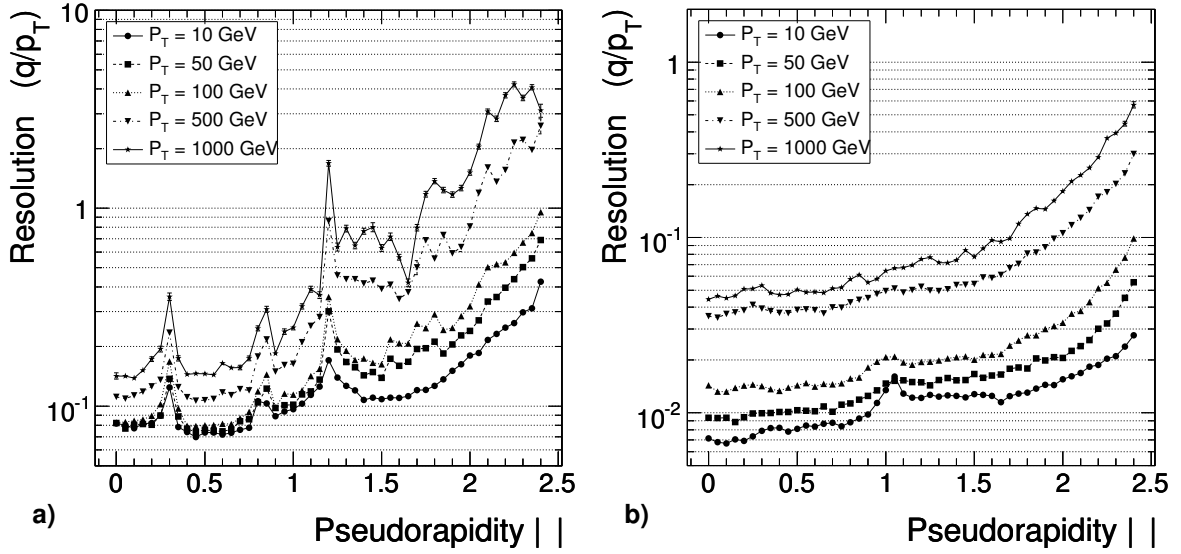 Resolution (q/p_T)
10
1
10^-1
P_T = 10 GeV
P_T = 50 GeV
P_T = 100 GeV
P_T = 500 GeV
P_T = 1000 GeV
0 0.5 1 1.5 2 2.5
Pseudorapidity | |
a)
Resolution (q/p_T)
1
10^-1
10^-2
P_T = 10 GeV
P_T = 50 GeV
P_T = 100 GeV
P_T = 500 GeV
P_T = 1000 GeV
0 0.5 1 1.5 2 2.5
Pseudorapidity | |
b)